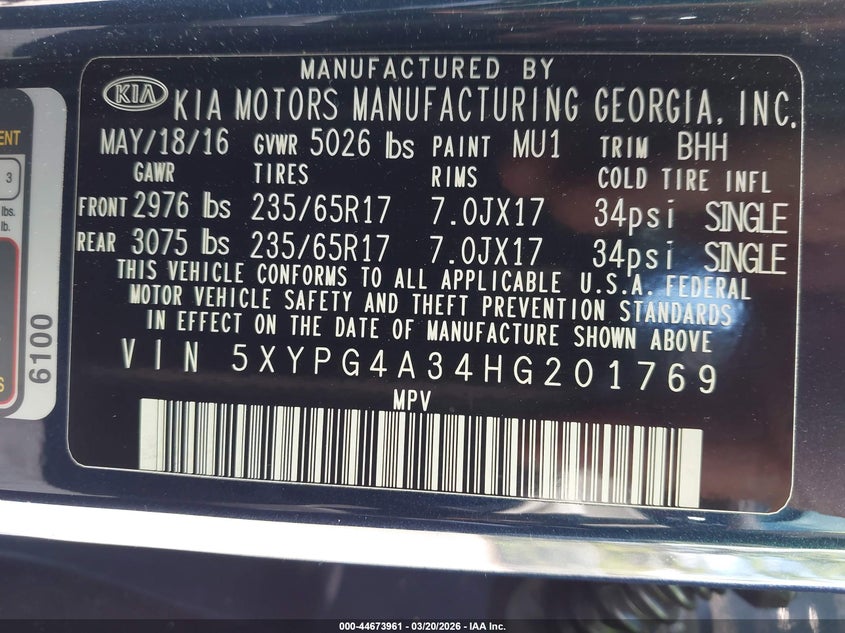 MANUFACTURED BY
KIA KIA MOTORS MANUFACTURING GEORGIA, INC.
MAY/18/16 GVWR 5026 lbs PAINT MU1 TRIM BHH
GAWR TIRES RIMS COLD TIRE INFL
FRONT 2976 lbs 235/65R17 7.0JX17 34psi SINGLE
REAR 3075 lbs 235/65R17 7.0JX17 34psi SINGLE
THIS VEHICLE CONFORMS TO ALL APPLICABLE U.S.A. FEDERAL
MOTOR VEHICLE SAFETY AND THEFT PREVENTION STANDARDS
IN EFFECT ON THE DATE OF MANUFACTURE SHOWN ABOVE
VIN 5XYPG4A34HG201769
MPV
3
lbs.
lb.
6100
000-44673961 | 03/20/2026 | IAA Inc.